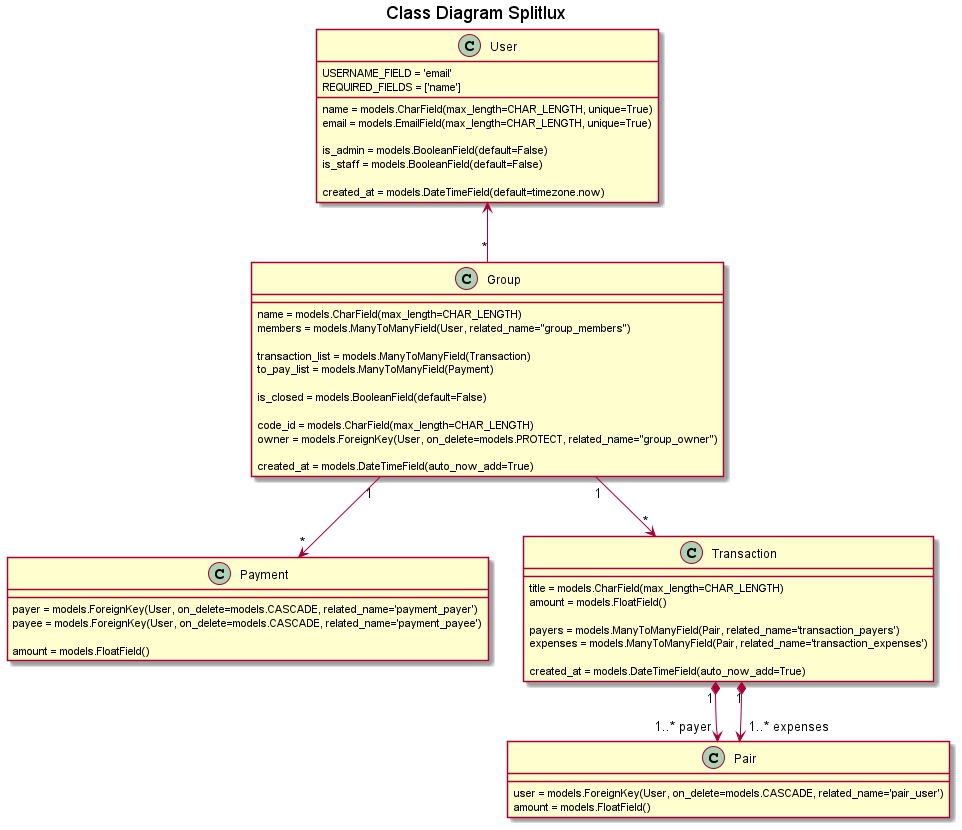 Class Diagram Splitlux
C User
USERNAME_FIELD = 'email'
REQUIRED_FIELDS = ['name']
name = models.CharField(max_length=CHAR_LENGTH, unique=True)
email = models.EmailField(max_length=CHAR_LENGTH, unique=True)
is_admin = models.BooleanField(default=False)
is_staff = models.BooleanField(default=False)
created_at = models.DateTimeField(default=timezone.now)
*
C Group
name = models.CharField(max_length=CHAR_LENGTH)
members = models.ManyToManyField(User, related_name="group_members")
transaction_list = models.ManyToManyField(Transaction)
to_pay_list = models.ManyToManyField(Payment)
is_closed = models.BooleanField(default=False)
code_id = models.CharField(max_length=CHAR_LENGTH)
owner = models.ForeignKey(User, on_delete=models.PROTECT, related_name="group_owner")
created_at = models.DateTimeField(auto_now_add=True)
1
*
1
*
C Payment
payer = models.ForeignKey(User, on_delete=models.CASCADE, related_name='payment_payer')
payee = models.ForeignKey(User, on_delete=models.CASCADE, related_name='payment_payee')
amount = models.FloatField()
C Transaction
title = models.CharField(max_length=CHAR_LENGTH)
amount = models.FloatField()
payers = models.ManyToManyField(Pair, related_name='transaction_payers')
expenses = models.ManyToManyField(Pair, related_name='transaction_expenses')
created_at = models.DateTimeField(auto_now_add=True)
1
1
1..* payer
1..* expenses
C Pair
user = models.ForeignKey(User, on_delete=models.CASCADE, related_name='pair_user')
amount = models.FloatField()